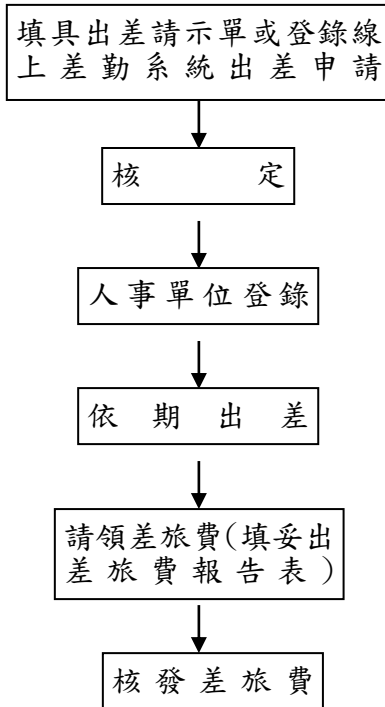 填具出差請示單或登錄線
上差勤系統出差申請
核定
人事單位登錄
依期出差
請領差旅費(填妥出
差旅費報告表)
核發差旅費